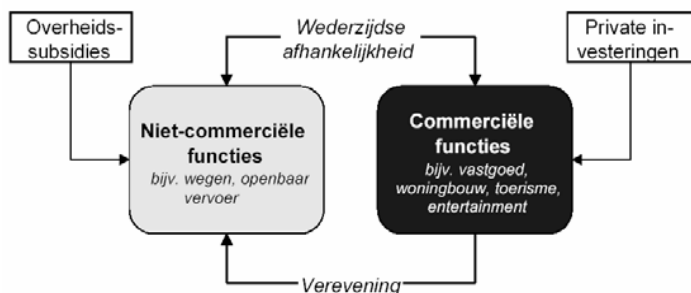 Overheids-
subsidies
Wederzijdse
afhankelijkheid
Private in-
vesteringen
Niet-commerciële
functies
bijv. wegen, openbaar
vervoer
Commerciële
functies
bijv. vastgoed,
woningbouw, toerisme,
entertainment
Verevening